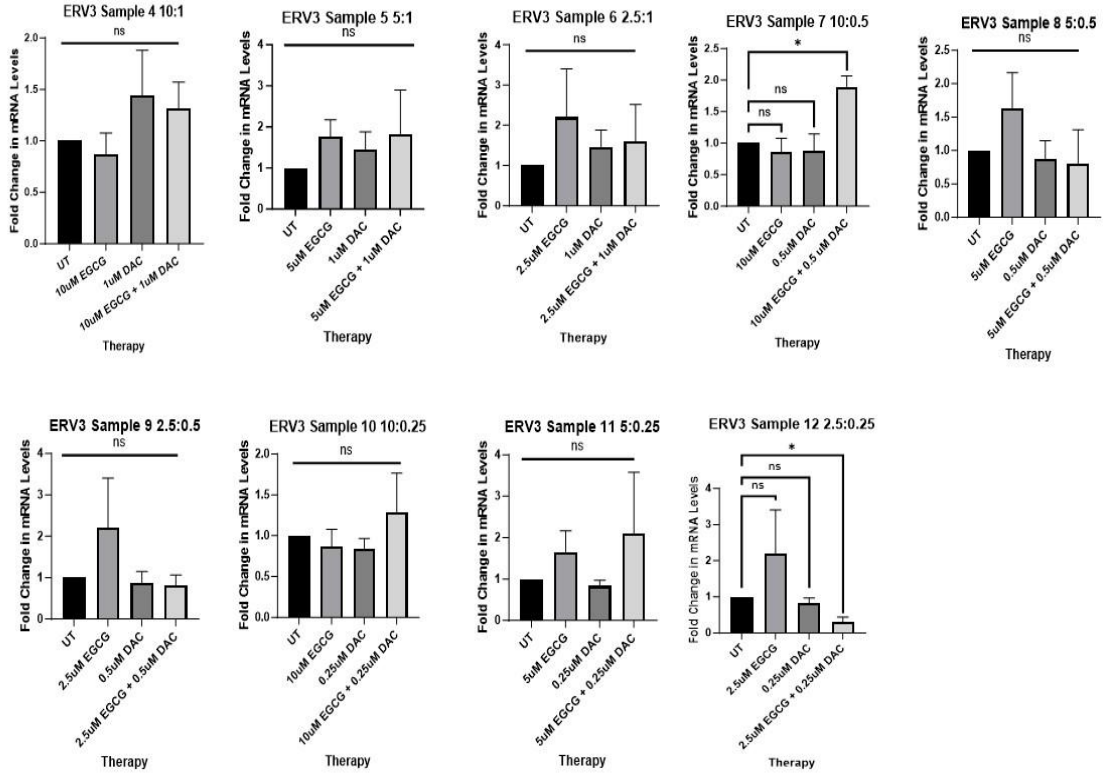 ERV3 Sample 4 10:1
ns
Fold Change in mRNA Levels
2.0
1.5
1.0
0.5
0.0
UT
10uM EGCG
1uM DAC
10uM EGCG + 1uM DAC
Therapy
ERV3 Sample 5 5:1
ns
Fold Change in mRNA Levels
4
3
2
1
0
UT
5uM EGCG
1uM DAC
5uM EGCG + 1uM DAC
Therapy
ERV3 Sample 6 2.5:1
ns
Fold Change in mRNA Levels
4
3
2
1
0
UT
2.5uM EGCG
1uM DAC
2.5uM EGCG + 1uM DAC
Therapy
ERV3 Sample 7 10:0.5
*
ns
ns
Fold Change in mRNA Levels
2.5
2.0
1.5
1.0
0.5
0.0
UT
10uM EGCG
0.5uM DAC
10uM EGCG + 0.5 uM DAC
Therapy
ERV3 Sample 8 5:0.5
ns
Fold Change in mRNA Levels
2.5
2.0
1.5
1.0
0.5
0.0
UT
5uM EGCG
0.5uM DAC
5uM EGCG + 0.5uM DAC
Therapy
ERV3 Sample 9 2.5:0.5
ns
Fold Change in mRNA Levels
4
3
2
1
0
UT
2.5uM EGCG
0.5uM DAC
2.5uM EGCG + 0.5uM DAC
Therapy
ERV3 Sample 10 10:0.25
ns
Fold Change in mRNA Levels
2.0
1.5
1.0
0.5
0.0
UT
10uM EGCG
0.25uM DAC
10uM EGCG + 0.25uM DAC
Therapy
ERV3 Sample 11 5:0.25
ns
Fold Change in mRNA Levels
4
3
2
1
0
UT
5uM EGCG
0.25uM DAC
5uM EGCG + 0.25uM DAC
Therapy
ERV3 Sample 12 2.5:0.25
*
ns
ns
Fold Change in mRNA Levels
4
3
2
1
0
UT
2.5uM EGCG
0.25uM DAC
2.5uM EGCG + 0.25uM DAC
Therapy